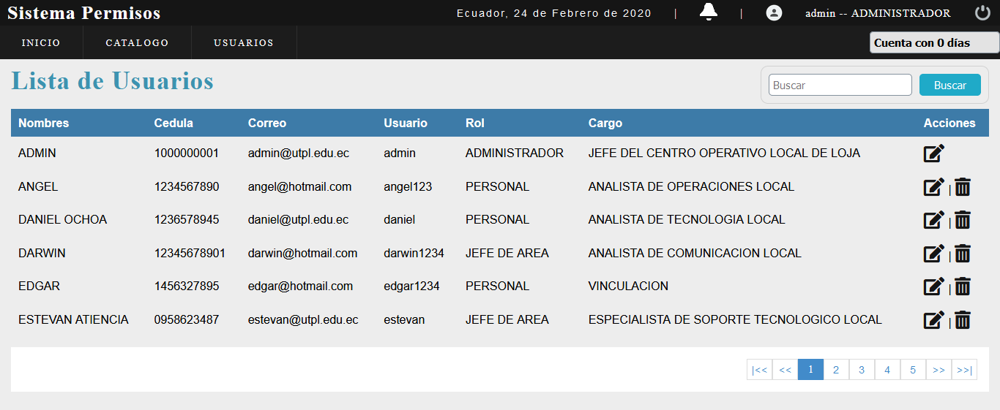 Sistema Permisos Ecuador, 24 de Febrero de 2020 | | admin -- ADMINISTRADOR
INICIO CATALOGO USUARIOS Cuenta con 0 días
Lista de Usuarios Buscar Buscar
Nombres Cedula Correo Usuario Rol Cargo Acciones
ADMIN 1000000001 admin@utpl.edu.ec admin ADMINISTRADOR JEFE DEL CENTRO OPERATIVO LOCAL DE LOJA
ANGEL 1234567890 angel@hotmail.com angel123 PERSONAL ANALISTA DE OPERACIONES LOCAL |
DANIEL OCHOA 1236578945 daniel@utpl.edu.ec daniel PERSONAL ANALISTA DE TECNOLOGIA LOCAL |
DARWIN 12345678901 darwin@hotmail.com darwin1234 JEFE DE AREA ANALISTA DE COMUNICACION LOCAL |
EDGAR 1456327895 edgar@hotmail.com edgar1234 PERSONAL VINCULACION |
ESTEVAN ATIENCIA 0958623487 estevan@utpl.edu.ec estevan JEFE DE AREA ESPECIALISTA DE SOPORTE TECNOLOGICO LOCAL |
|<< << 1 2 3 4 5 >> >>|